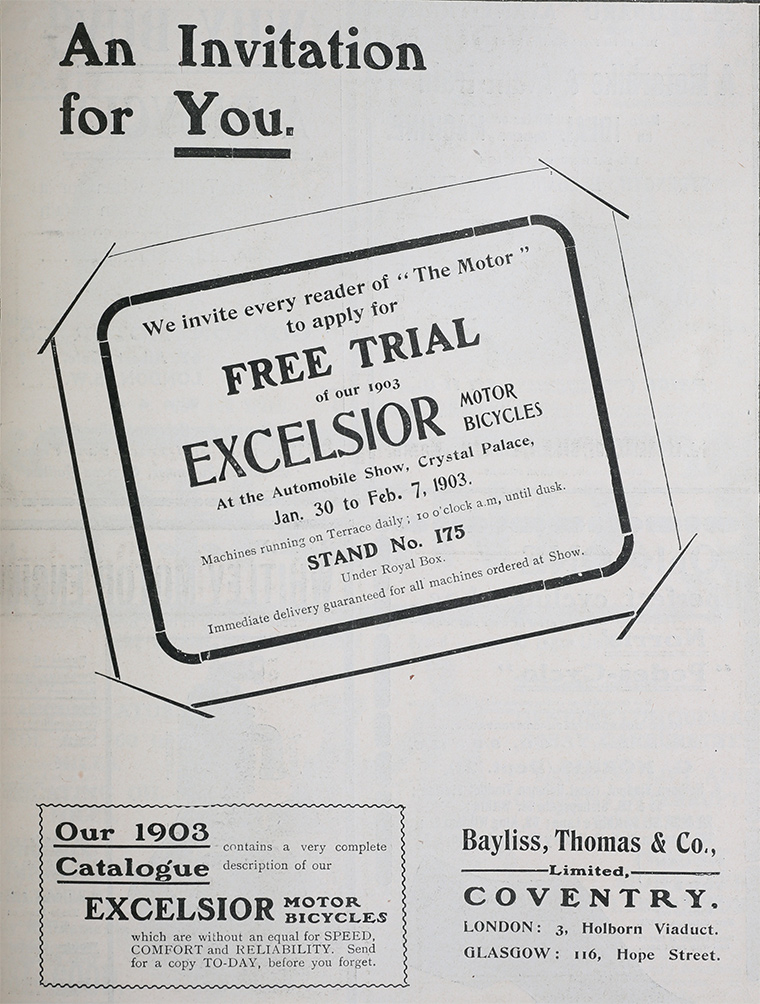 An Invitation
for You.
We invite every reader of "The Motor"
to apply for
FREE TRIAL
of our 1903
EXCELSIOR MOTOR
BICYCLES
At the Automobile Show, Crystal Palace,
Jan. 30 to Feb. 7, 1903.
Machines running on Terrace daily; 10 o'clock a.m, until dusk.
STAND No. 175
Under Royal Box.
Immediate delivery guaranteed for all machines ordered at Show.
Our 1903 contains a very complete
Catalogue description of our
EXCELSIOR MOTOR
BICYCLES
which are without an equal for SPEED,
COMFORT and RELIABILITY. Send
for a copy TO-DAY, before you forget.
Bayliss, Thomas & Co.,
Limited,
COVENTRY.
LONDON: 3, Holborn Viaduct.
GLASGOW: 116, Hope Street.